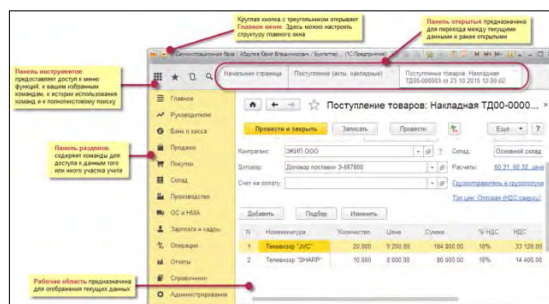 Круглая кнопка с треугольником открывает
Главное меню. Здесь можно настроить
структуру главного окна
Панель открытых предназначена
для перехода между текущими
данными и ранее открытыми
Панель инструментов
предоставляет доступ к меню
функций, к вашим избранным
командам, к истории использования
команд и к полнотекстовому поиску
Начальная страница
Поступления (акты, накладные)
Поступление товаров: Накладная
Главное
Поступление товаров: Накладная ТД00-0000...
Руководителю
Банк и касса
Провести и закрыть Записать Провести Еще ?
Панель разделов
содержит команды для
доступа к данным того
или иного участка учета
Продажи
Покупки
Склад
Производство
ОС и НМА
Зарплата и кадры
Операции
Отчеты
Справочники
Администрирование
Контрагент: ЭКИП ООО ? Склад: Основной склад
Договор: Расчеты:
Счет на оплату:
Добавить Подбор Изменить
N Номенклатура Количество Цена Сумма % НДС НДС
1 Телевизор "JVC" 20,000 9 200,00 184 000,00 18% 33 120,00
2 Телевизор "SHARP" 10,000 8 000,00 80 000,00 18% 14 400,00
Рабочая область предназначена
для отображения текущих данных